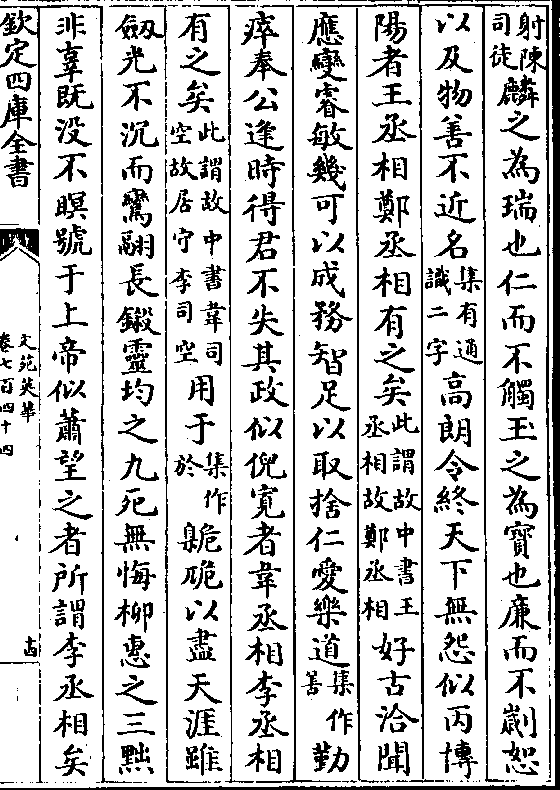 射陳司徒麟之為瑞也仁而不觸玉之為寶也廉而不劌恕
以及物善不近名集有通識二字高朗令終天下無怨似丙博
陽者王丞相鄭丞相有之矣此謂故中書王丞相故鄭丞相好古洽聞
應變睿敏幾可以成務智足以取捨仁愛樂道集作善勤
瘁奉公逢時得君不失其政似倪寛者韋丞相李丞相
有之矣此謂故中書韋司空故居守李司空用于集作於臲卼以盡天涯雖
劔光不沉而鸞翮長鎩靈均之九死無悔柳惠之三黜
非辜既没不瞑號于上帝似蕭望之者所謂李丞相矣
欽定四庫全書
文苑英華
卷七百四十四